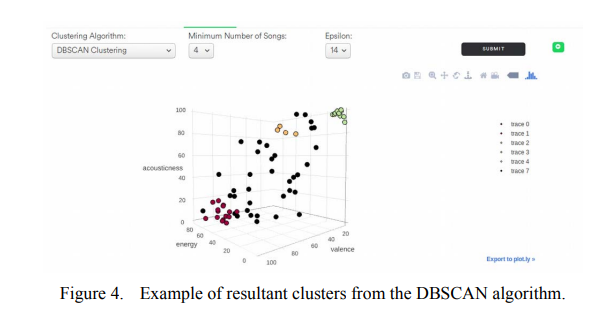 Clustering Algorithm: Minimum Number of Songs: Epsilon:
DBSCAN Clustering 4 14 SUBMIT
trace 0
trace 1
trace 2
trace 3
trace 4
trace 7
100
80
60
acousticness
40
20
0
80
60
40
20
0
energy
100
80
60
40
20
valence
Export to plot.ly »
Figure 4. Example of resultant clusters from the DBSCAN algorithm.